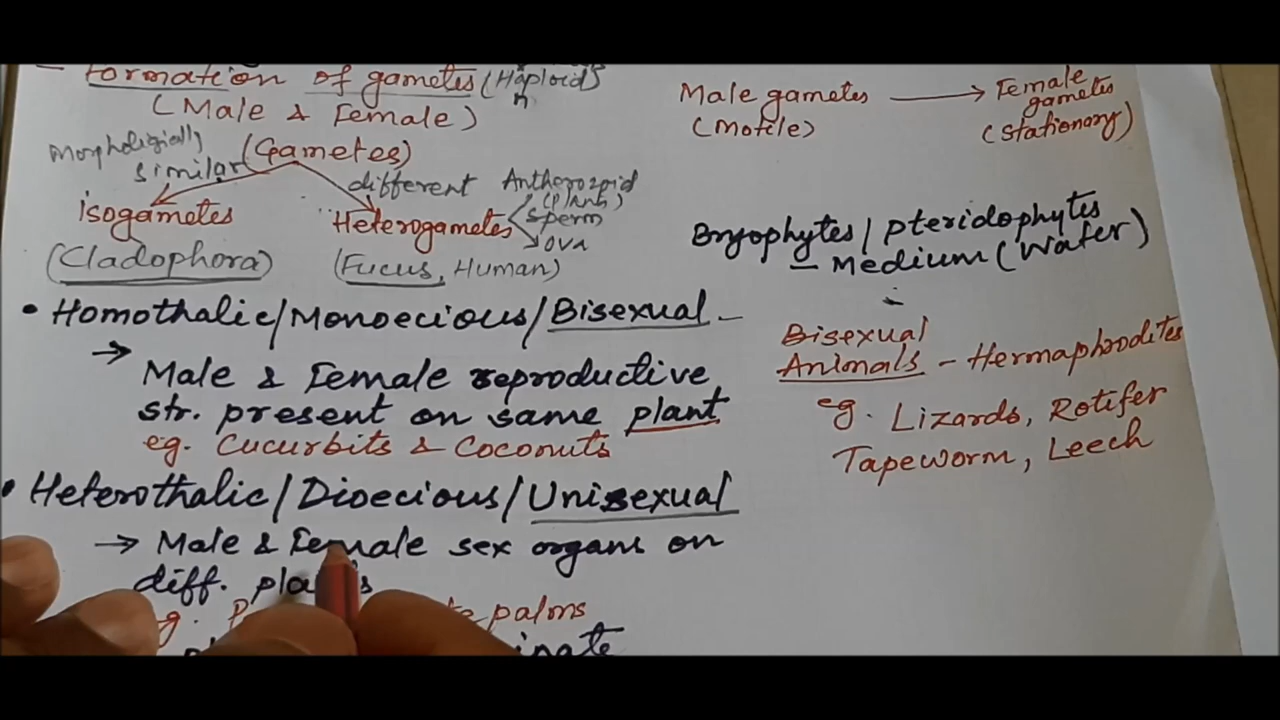 – Formation of gametes (Haploid)
n
(Male & Female)
Morphologically
similar
(Gametes)
different
Antherozoid
(plants)
Isogametes
Heterogametes
Sperm
ova
(Cladophora)
(Fucus, Human)
• Homothalic/Monoecious/Bisexual –
→
Male & Female reproductive
str. present on same plant
eg. Cucurbits & Coconuts
• Heterothalic/Dioecious/Unisexual
→ Male & Female sex organs on
diff.
eg.
palms
Male gametes → Female
gametes
(Motile)
(Stationary)
Bryophytes/pteridophytes
– Medium (Water)
Bisexual
Animals – Hermaphrodites
eg. Lizards, Rotifer
Tapeworm, Leech